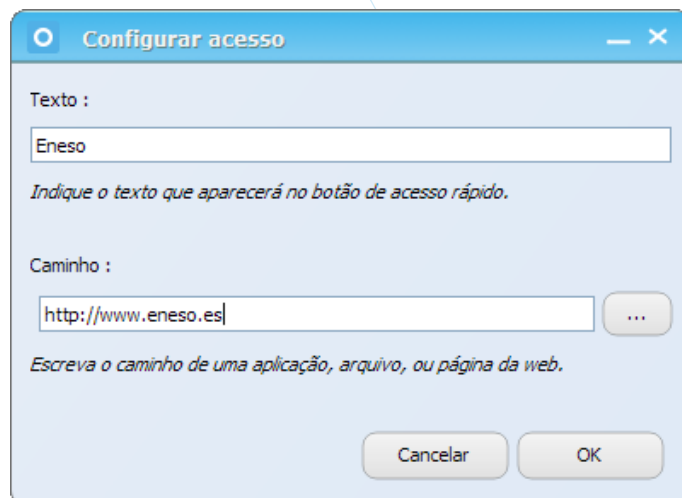 Configurar acesso
Texto :
Eneso
Indique o texto que aparecerá no botão de acesso rápido.
Caminho :
http://www.eneso.es
...
Escreva o caminho de uma aplicação, arquivo, ou página da web.
Cancelar OK